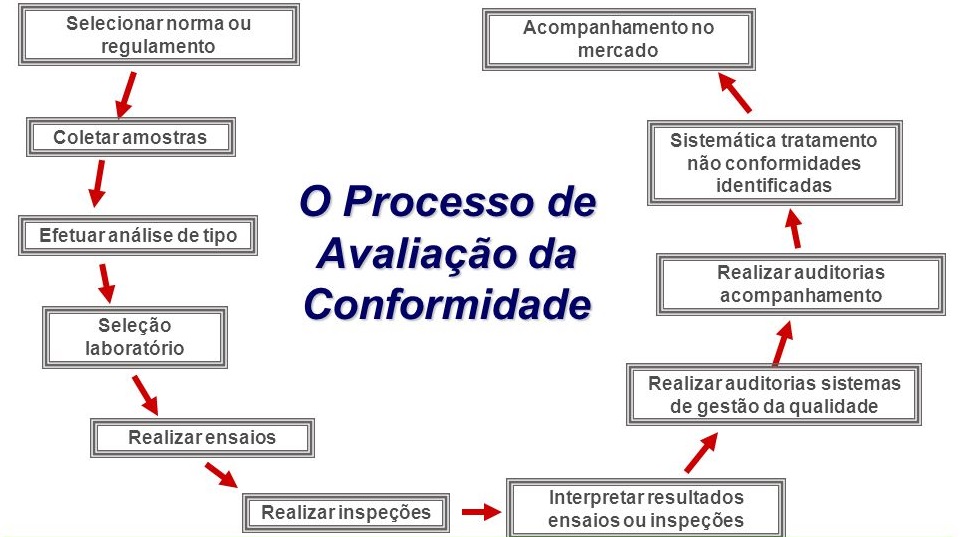 Selecionar norma ou
regulamento
Coletar amostras
Efetuar análise de tipo
Seleção
laboratório
Realizar ensaios
Realizar inspeções
Interpretar resultados
ensaios ou inspeções
Realizar auditorias sistemas
de gestão da qualidade
Realizar auditorias
acompanhamento
Sistemática tratamento
não conformidades
identificadas
Acompanhamento no
mercado
O Processo de
Avaliação da
Conformidade